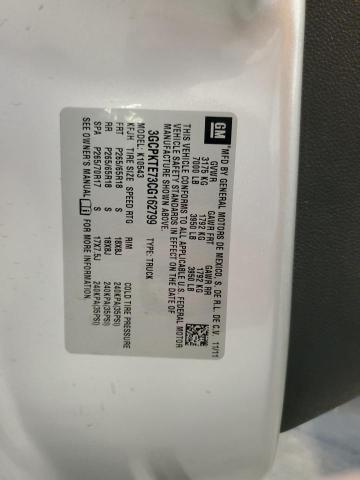 GM
MFD BY GENERAL MOTORS DE MEXICO, S. DE R.L. DE C.V. 11/11
GVWR GAWR FRT GAWR RR
3175 KG 1792 KG 1792 KG
7000 LB 3950 LB 3950 LB
THIS VEHICLE CONFORMS TO ALL APPLICABLE U.S. FEDERAL MOTOR
VEHICLE SAFETY STANDARDS IN EFFECT ON THE DATE OF
MANUFACTURE SHOWN ABOVE.
3GCPKTE73CG162799 TYPE: TRUCK
MODEL: K10543
KFJH TIRE SIZE SPEED RTG RIM COLD TIRE PRESSURE
FRT P265/65R18 S 18X8J 240KPA(35PSI)
RR P265/65R18 S 18X8J 240KPA(35PSI)
SPA P265/70R17 S 17X7.5J 240KPA(35PSI)
SEE OWNER'S MANUAL FOR MORE INFORMATION.